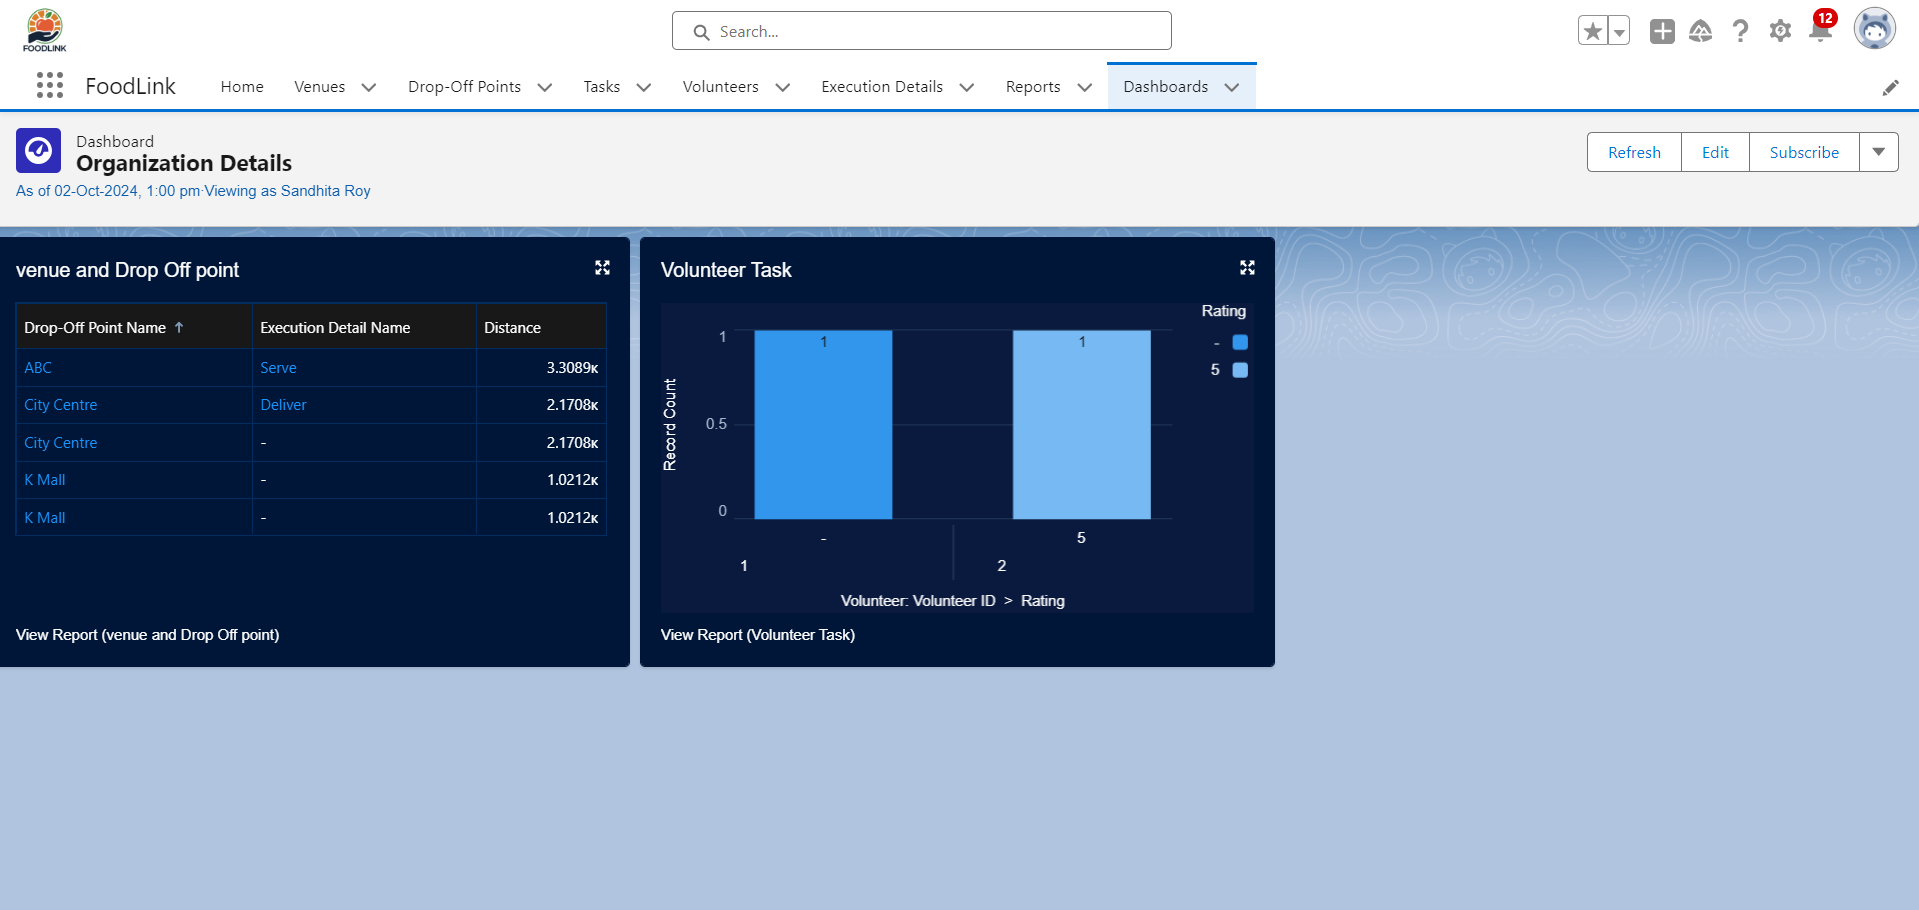 FOODLINK
Search...
12
FoodLink
Home
Venues
Drop-Off Points
Tasks
Volunteers
Execution Details
Reports
Dashboards
Dashboard
Organization Details
As of 02-Oct-2024, 1:00 pm·Viewing as Sandhita Roy
Refresh
Edit
Subscribe
venue and Drop Off point
Drop-Off Point Name ↑ Execution Detail Name Distance
ABC Serve 3.3089K
City Centre Deliver 2.1708K
City Centre - 2.1708K
K Mall - 1.0212K
K Mall - 1.0212K
View Report (venue and Drop Off point)
Volunteer Task
Rating
-
5
Record Count
1
0.5
0
1 1
- 5
1 2
Volunteer: Volunteer ID > Rating
View Report (Volunteer Task)